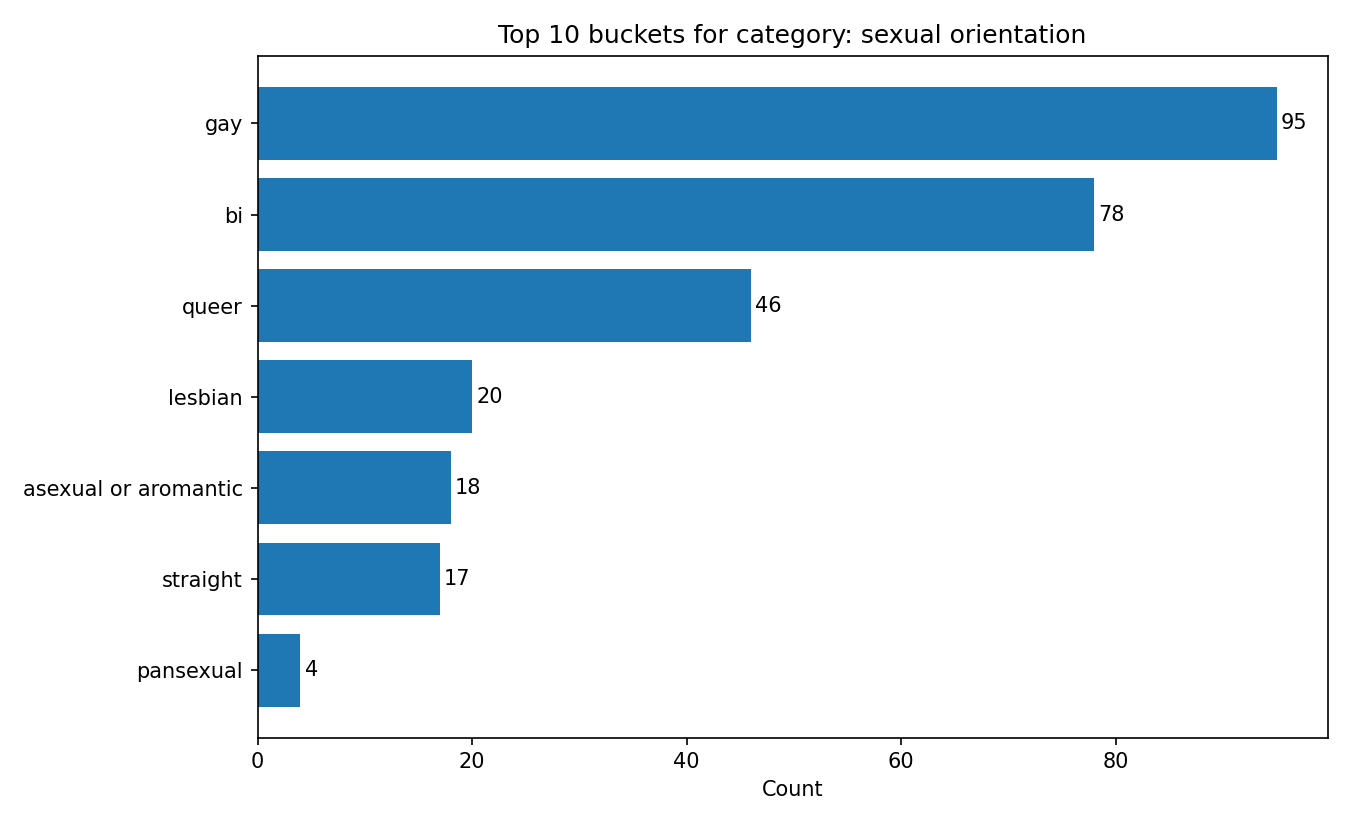 Top 10 buckets for category: sexual orientation
gay 95
bi 78
queer 46
lesbian 20
asexual or aromantic 18
straight 17
pansexual 4
0 20 40 60 80
Count